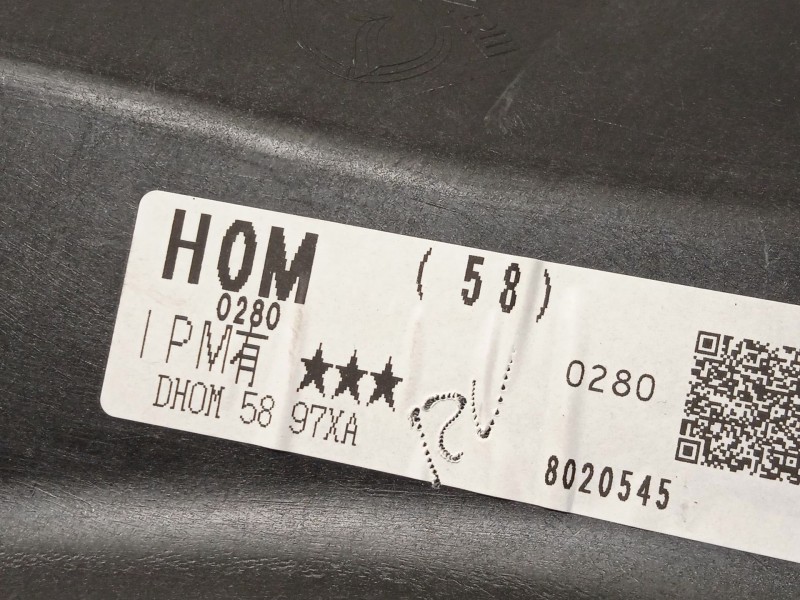 HOM (58)
0280
IPM有 ★★★ 0280
DHOM 58 97XA
8020545